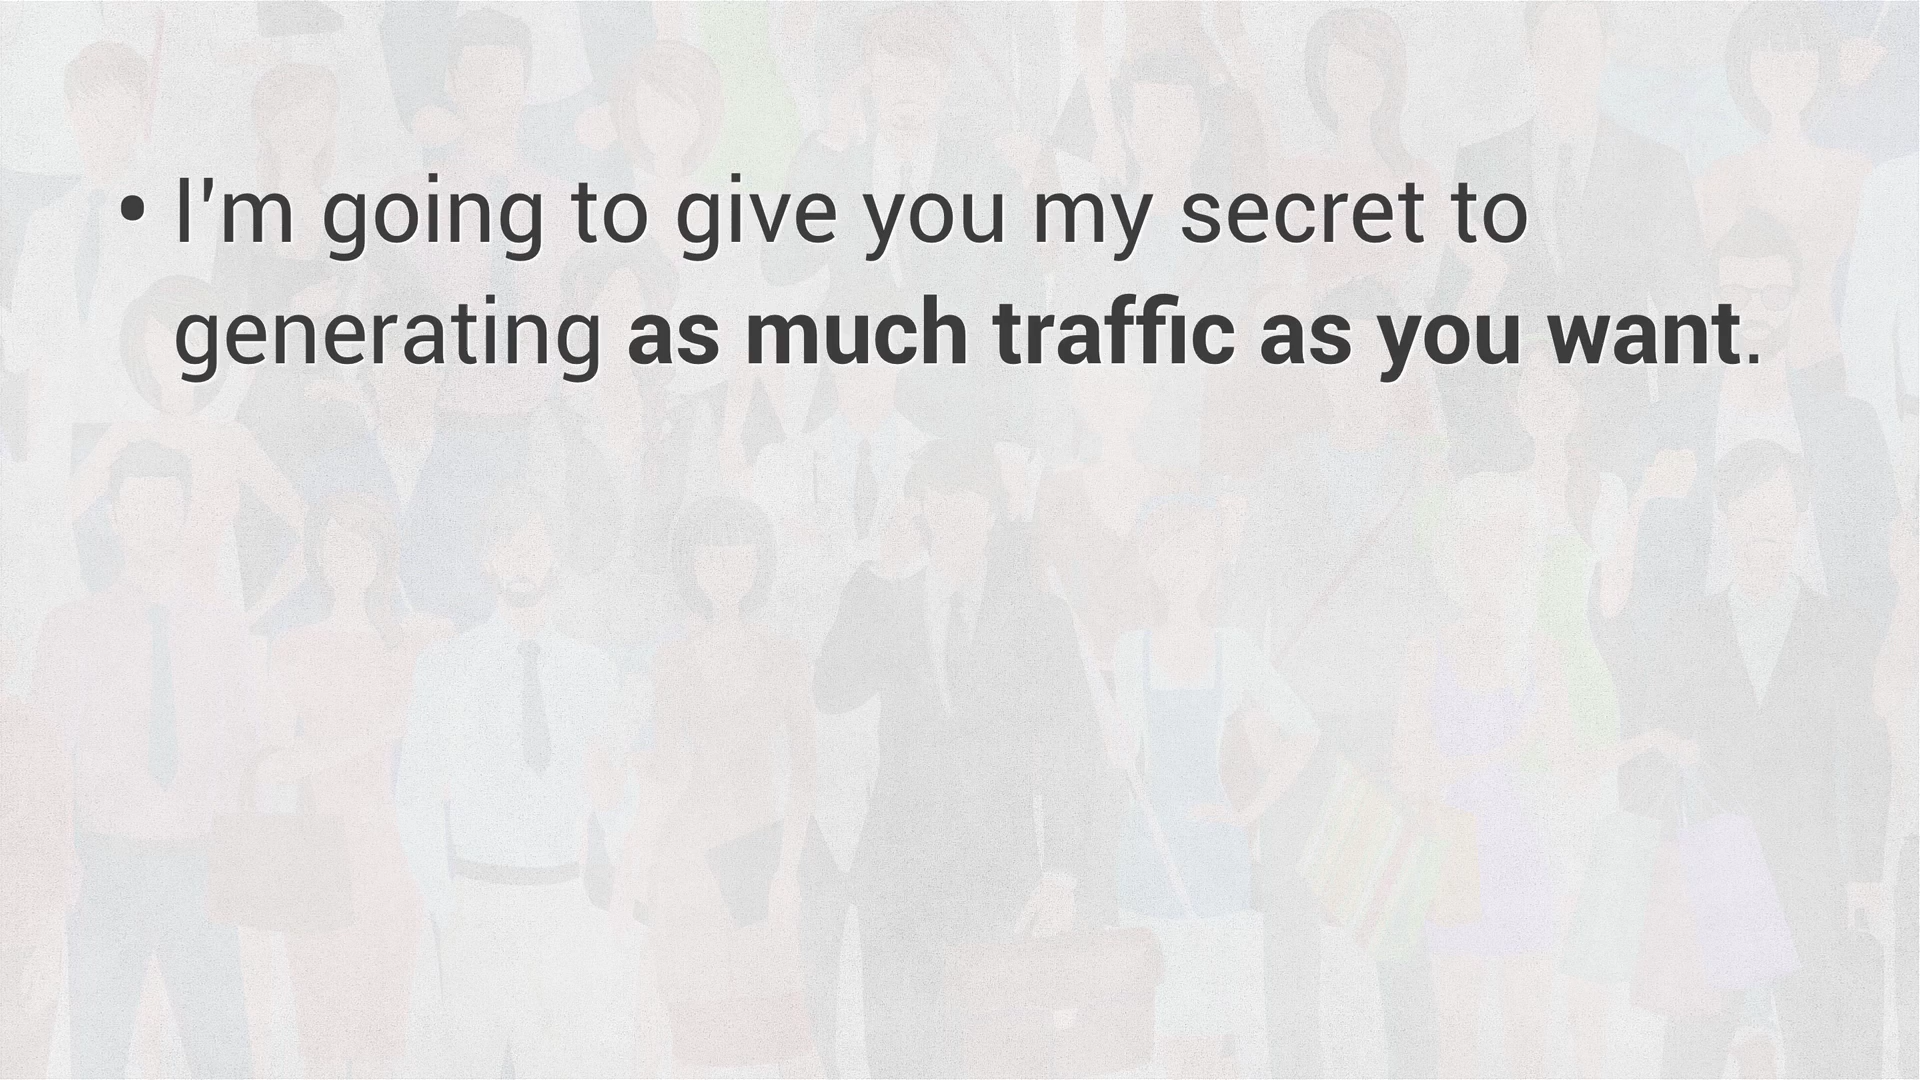 • I'm going to give you my secret to
generating as much traffic as you want.